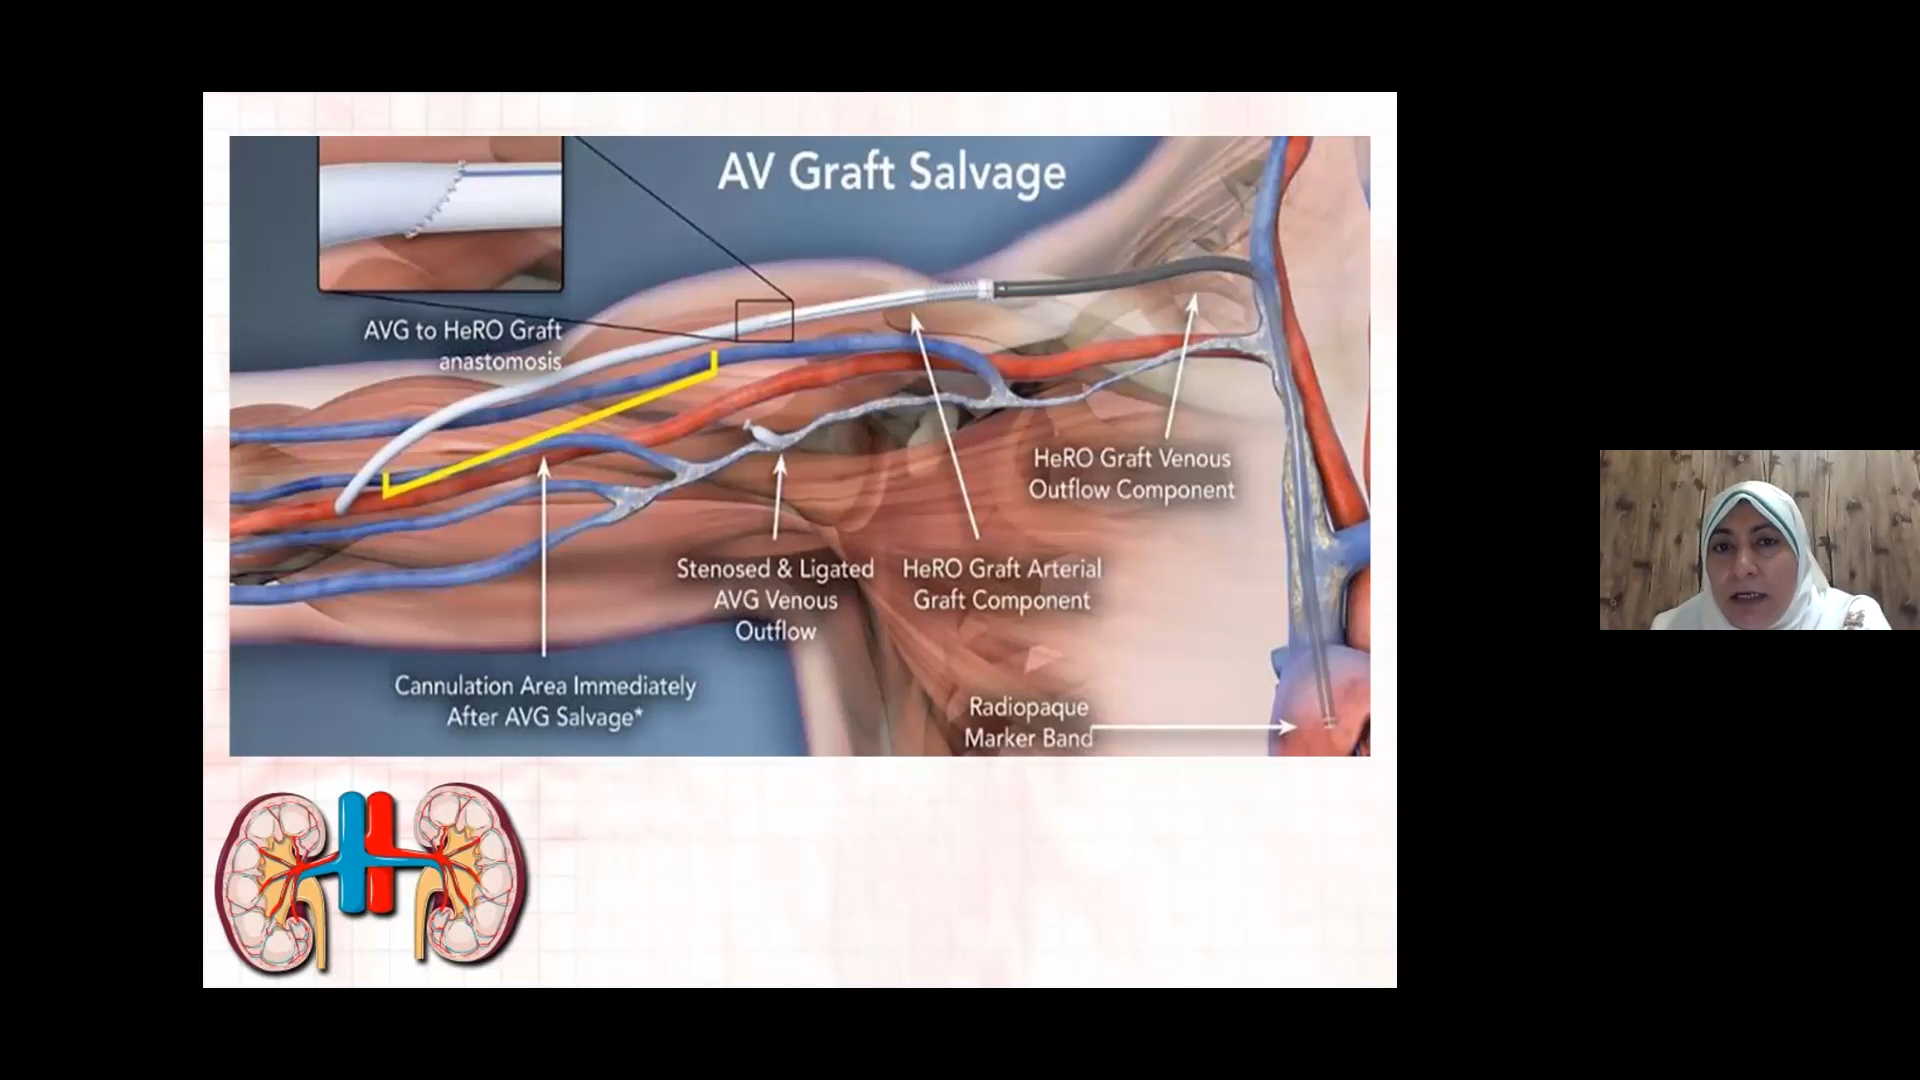 AV Graft Salvage
AVG to HeRO Graft
anastomosis
HeRO Graft Venous
Outflow Component
Stenosed & Ligated
AVG Venous
Outflow
HeRO Graft Arterial
Graft Component
Cannulation Area Immediately
After AVG Salvage*
Radiopaque
Marker Band